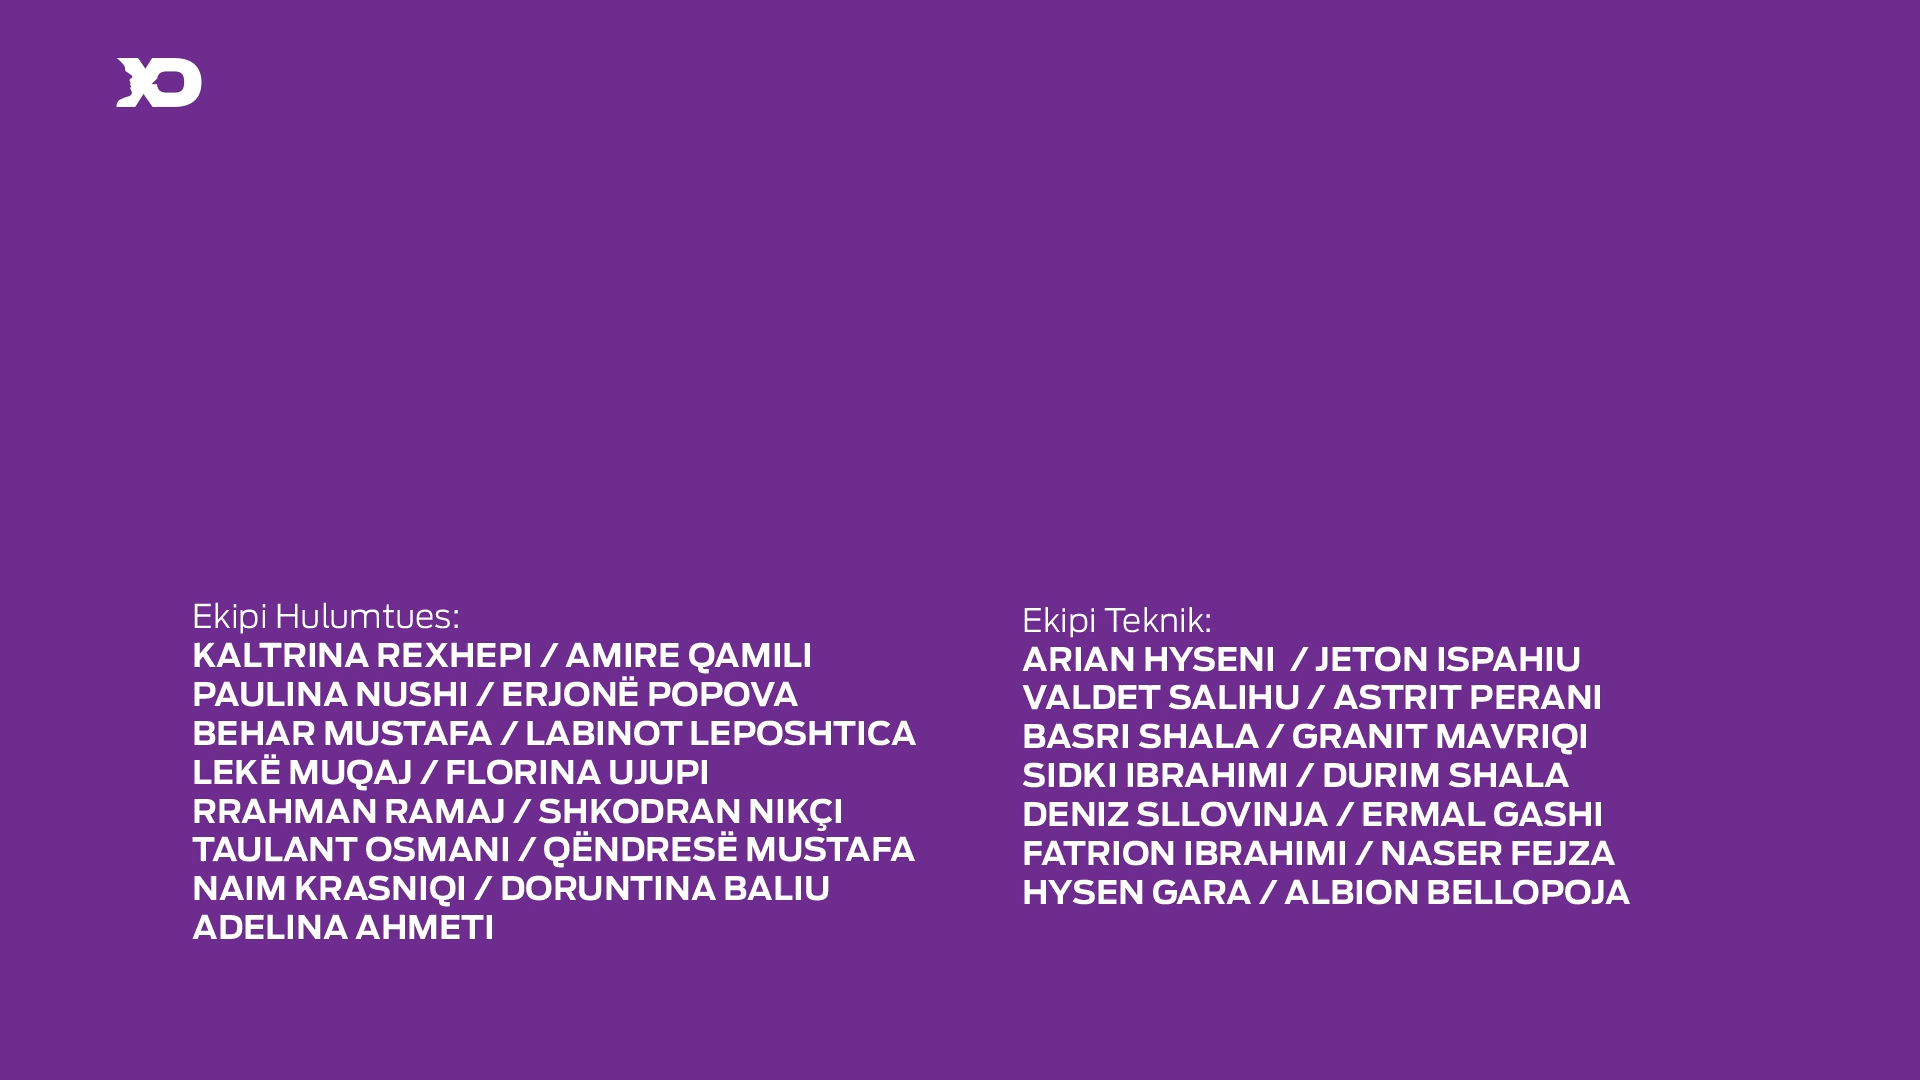 XO
Ekipi Hulumtues:
KALTRINA REXHEPI / AMIRE QAMILI
PAULINA NUSHI / ERJONË POPOVA
BEHAR MUSTAFA / LABINOT LEPOSHTICA
LEKË MUQAJ / FLORINA UJUPI
RRAHMAN RAMAJ / SHKODRAN NIKÇI
TAULANT OSMANI / QËNDRESË MUSTAFA
NAIM KRASNIQI / DORUNTINA BALIU
ADELINA AHMETI
Ekipi Teknik:
ARIAN HYSENI / JETON ISPAHIU
VALDET SALIHU / ASTRIT PERANI
BASRI SHALA / GRANIT MAVRIQI
SIDKI IBRAHIMI / DURIM SHALA
DENIZ SLLOVINJA / ERMAL GASHI
FATRION IBRAHIMI / NASER FEJZA
HYSEN GARA / ALBION BELLOPOJA